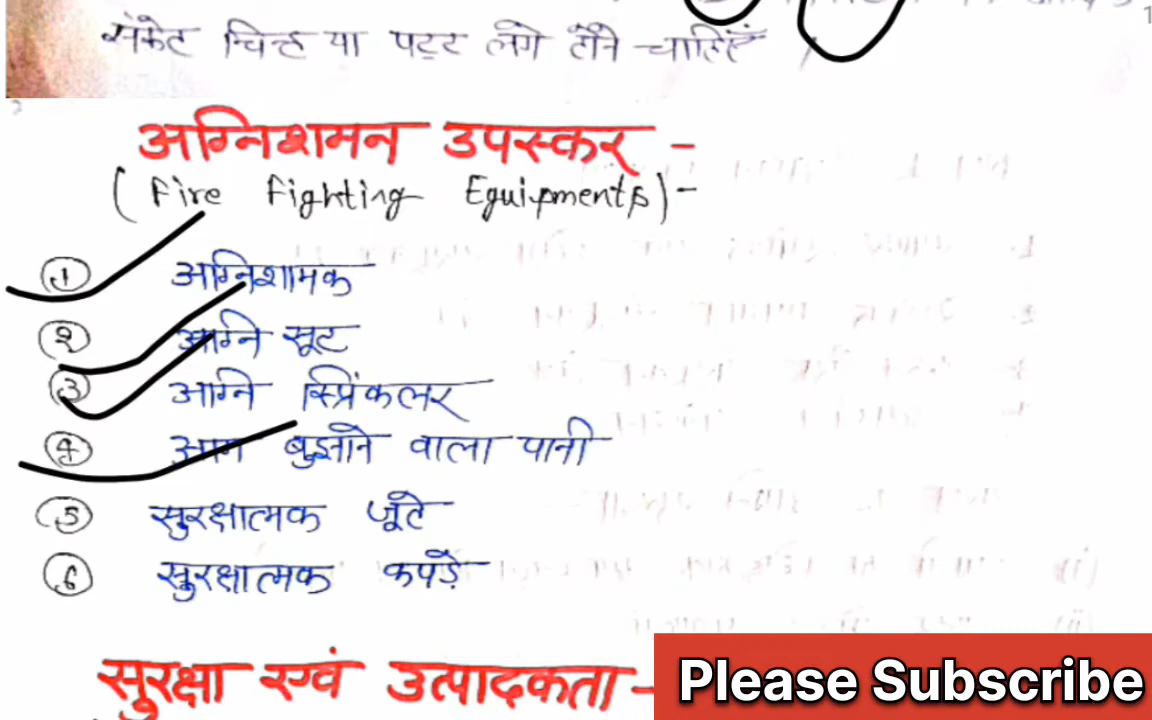 संकेट चिन्ह या पट्ट लगे होने चाहिएँ /
अग्निशमन उपस्कर -
( Fire Fighting Equipments) -
① अग्निशामक
② अग्नि सूट
③ अग्नि स्प्रिंकलर
④ आग बुझाने वाला पानी
⑤ सुरक्षात्मक जूटे
⑥ सुरक्षात्मक कपड़े
सुरक्षा एवं उत्पादकता -
Please Subscribe